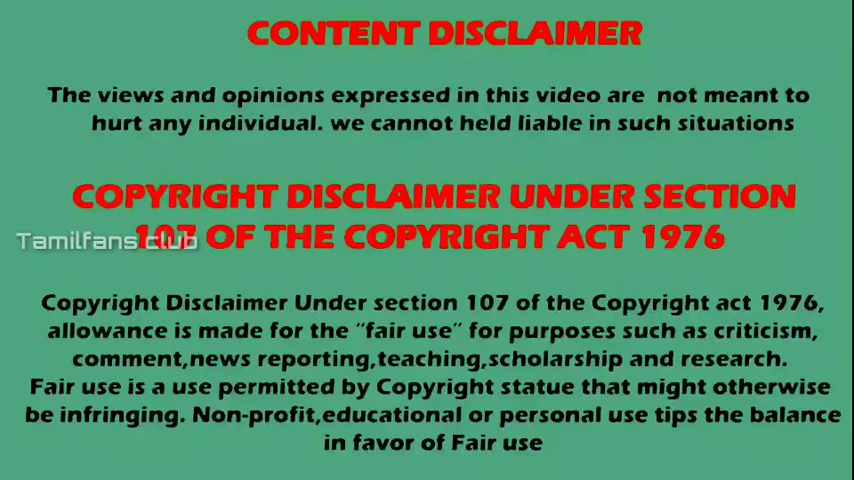 CONTENT DISCLAIMER
The views and opinions expressed in this video are not meant to
hurt any individual. we cannot held liable in such situations
COPYRIGHT DISCLAIMER UNDER SECTION
107 OF THE COPYRIGHT ACT 1976
Tamilfans club
Copyright Disclaimer Under section 107 of the Copyright act 1976,
allowance is made for the "fair use" for purposes such as criticism,
comment,news reporting,teaching,scholarship and research.
Fair use is a use permitted by Copyright statue that might otherwise
be infringing. Non-profit,educational or personal use tips the balance
in favor of Fair use